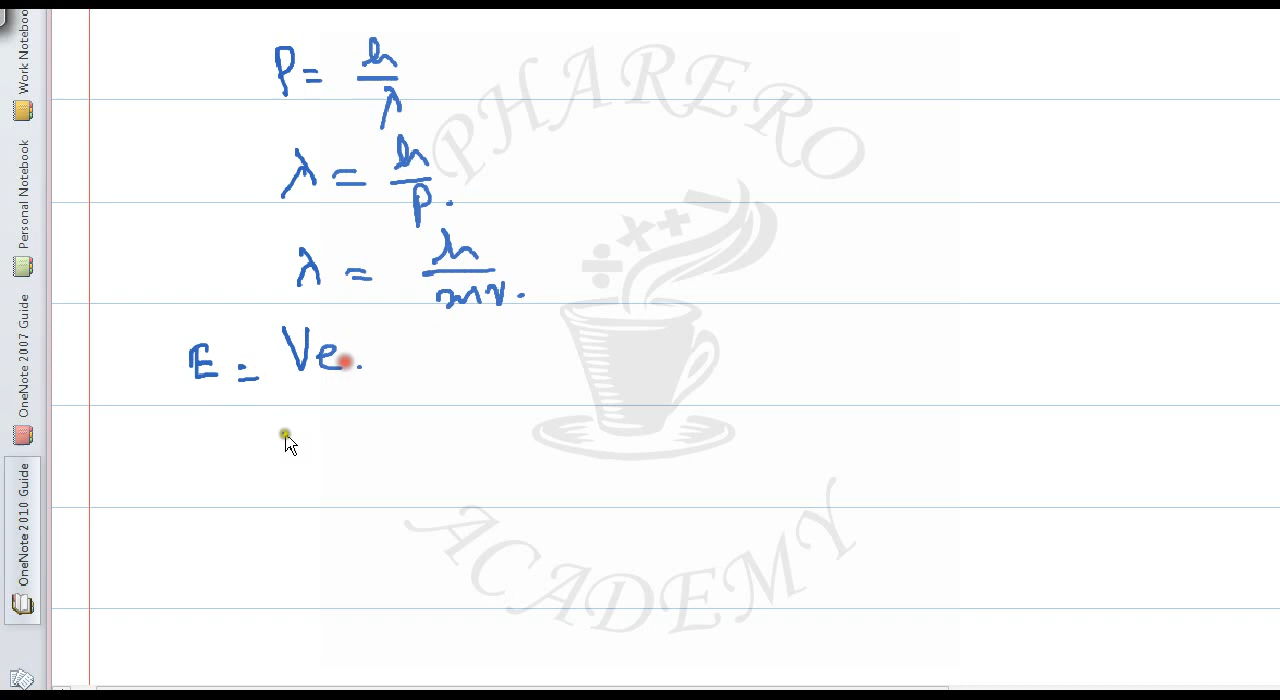 P = h/λ
λ = h/p.
λ = h/mv.
E = Ve.
PHARERO
÷×+−
ACADEMY
Work Notebook
Personal Notebook
OneNote 2007 Guide
OneNote 2010 Guide